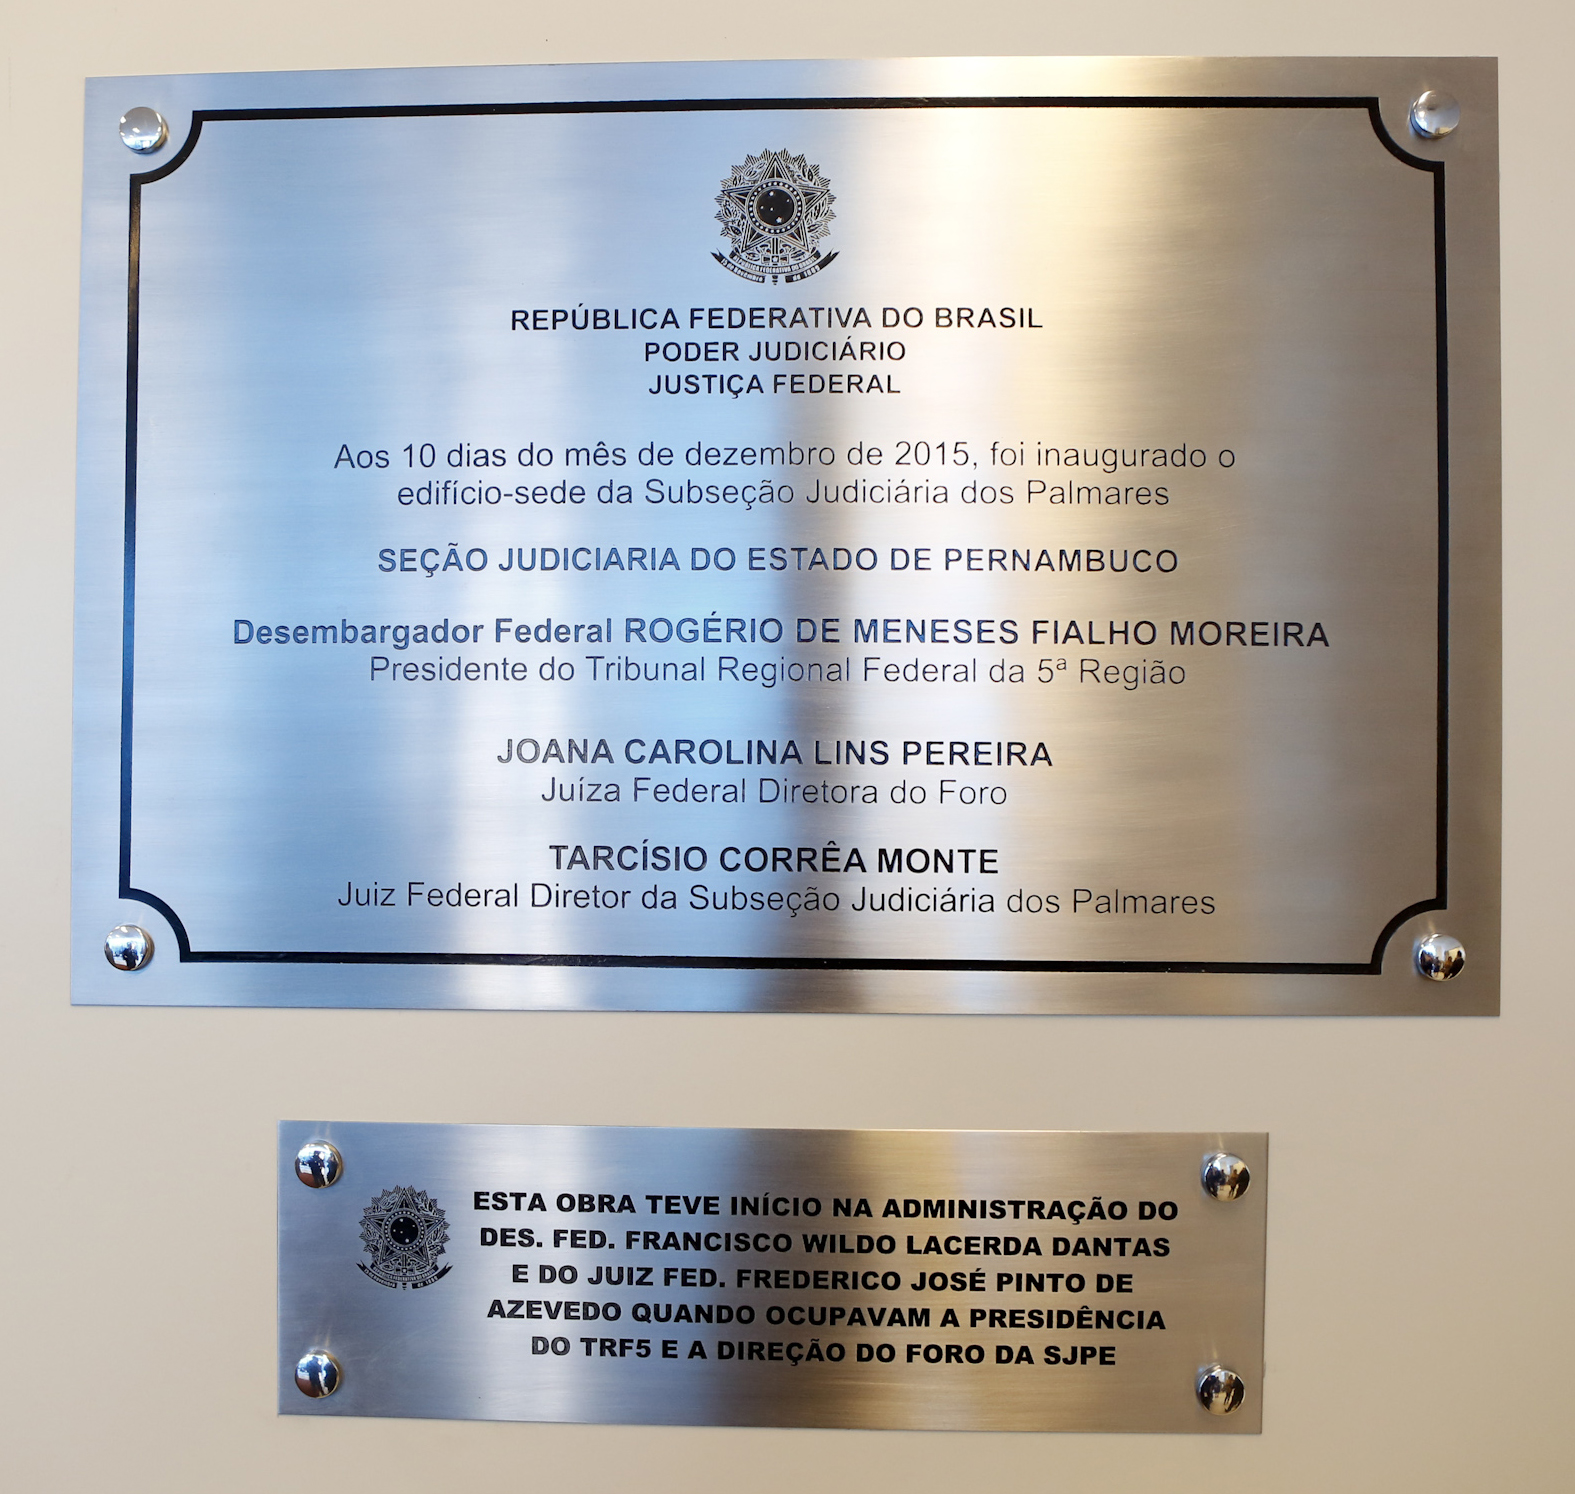 REPÚBLICA FEDERATIVA DO BRASIL
PODER JUDICIÁRIO
JUSTIÇA FEDERAL
Aos 10 dias do mês de dezembro de 2015, foi inaugurado o
edifício-sede da Subseção Judiciária dos Palmares
SEÇÃO JUDICIARIA DO ESTADO DE PERNAMBUCO
Desembargador Federal ROGÉRIO DE MENESES FIALHO MOREIRA
Presidente do Tribunal Regional Federal da 5ª Região
JOANA CAROLINA LINS PEREIRA
Juíza Federal Diretora do Foro
TARCÍSIO CORRÊA MONTE
Juiz Federal Diretor da Subseção Judiciária dos Palmares
ESTA OBRA TEVE INÍCIO NA ADMINISTRAÇÃO DO
DES. FED. FRANCISCO WILDO LACERDA DANTAS
E DO JUIZ FED. FREDERICO JOSÉ PINTO DE
AZEVEDO QUANDO OCUPAVAM A PRESIDÊNCIA
DO TRF5 E A DIREÇÃO DO FORO DA SJPE